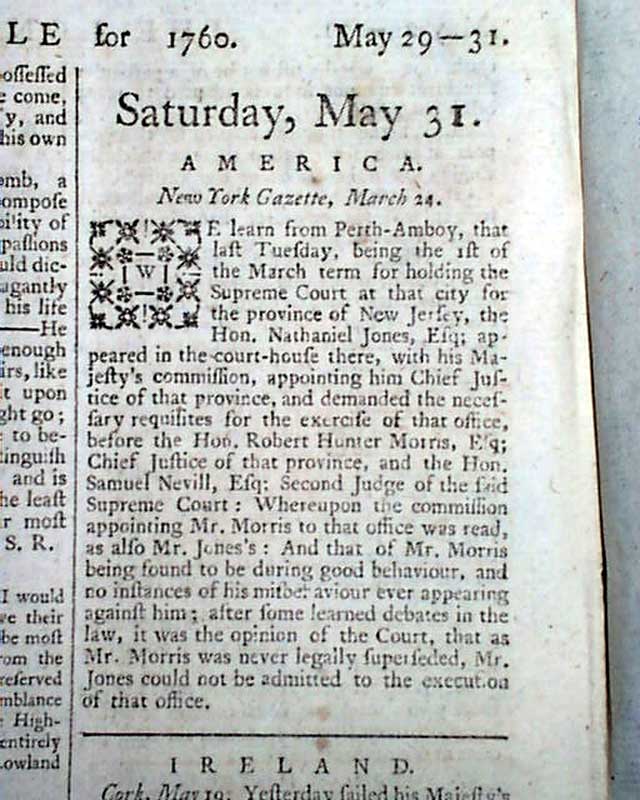 LE for 1760. May 29—31.
offeſſed
e come,
y, and
his own
omb, a
compoſe
bility of
paſſions
uld dic-
agantly
his life
—He
enough
irs, like
t upon
ght go;
to be-
tinguiſh
and is
he leaſt
r moſt
S. R.
I would
ve their
be moſt
rom the
reſerved
mblance
High-
entirely
Lowland
Saturday, May 31.
AMERICA.
New York Gazette, March 24.
WE learn from Perth-Amboy, that
laſt Tueſday, being the 1ſt of
the March term for holding the
Supreme Court at that city for
the province of New Jerſey, the
Hon. Nathaniel Jones, Eſq; ap-
peared in the court-houſe there, with his Ma-
jeſty's commiſſion, appointing him Chief Juſ-
tice of that province, and demanded the neceſ-
ſary requiſites for the exerciſe of that office,
before the Hon. Robert Hunter Morris, Eſq;
Chief Juſtice of that province, and the Hon.
Samuel Nevill, Eſq; Second Judge of the ſaid
Supreme Court: Whereupon the commiſſion
appointing Mr. Morris to that office was read,
as alſo Mr. Jones's: And that of Mr. Morris
being found to be during good behaviour, and
no inſtances of his miſbehaviour ever appearing
againſt him; after ſome learned debates in the
law, it was the opinion of the Court, that as
Mr. Morris was never legally ſuperſeded, Mr.
Jones could not be admitted to the execution
of that office.
IRELAND.
Cork, May 19. Yeſterday ſailed his Majeſty's